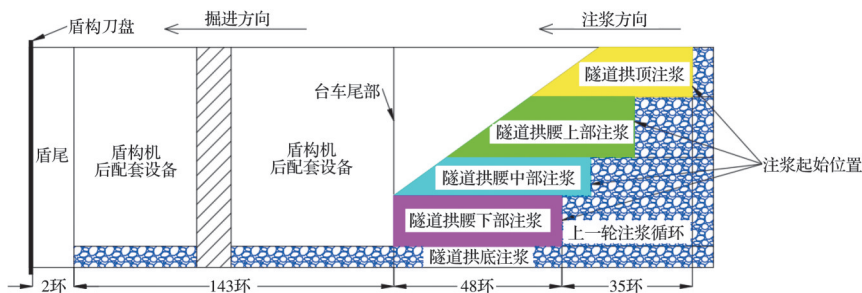 掘进方向
注浆方向
盾构刀盘
台车尾部
隧道拱顶注浆
隧道拱腰上部注浆
盾尾
盾构机
后配套设备
盾构机
后配套设备
注浆起始位置
隧道拱腰中部注浆
隧道拱腰下部注浆
上一轮注浆循环
隧道拱底注浆
2环
143环
48环
35环